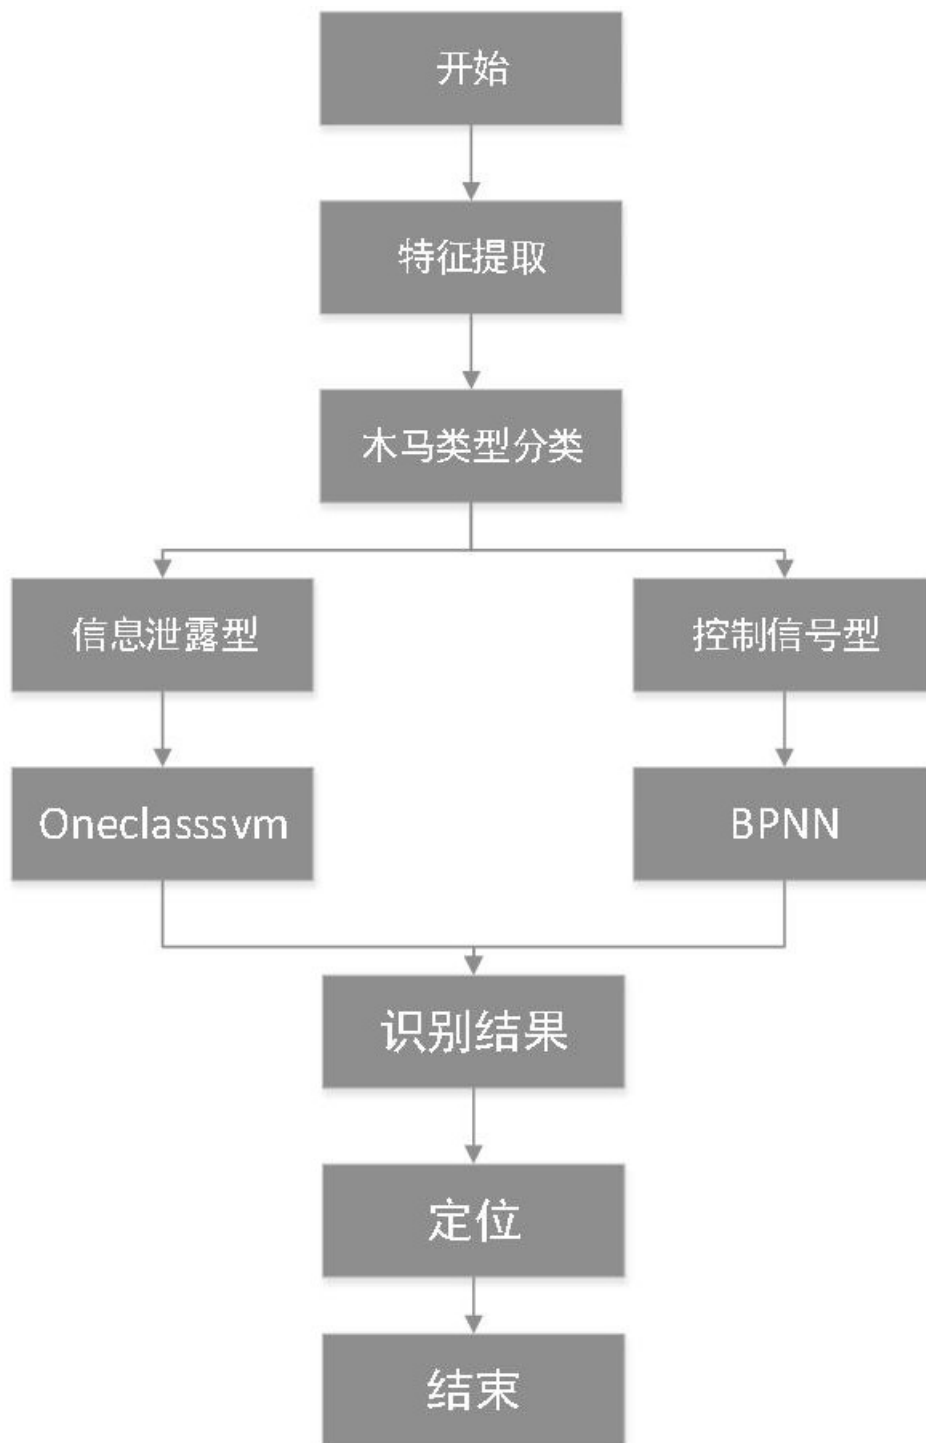 开始
特征提取
木马类型分类
信息泄露型
控制信号型
Oneclasssvm
BPNN
识别结果
定位
结束